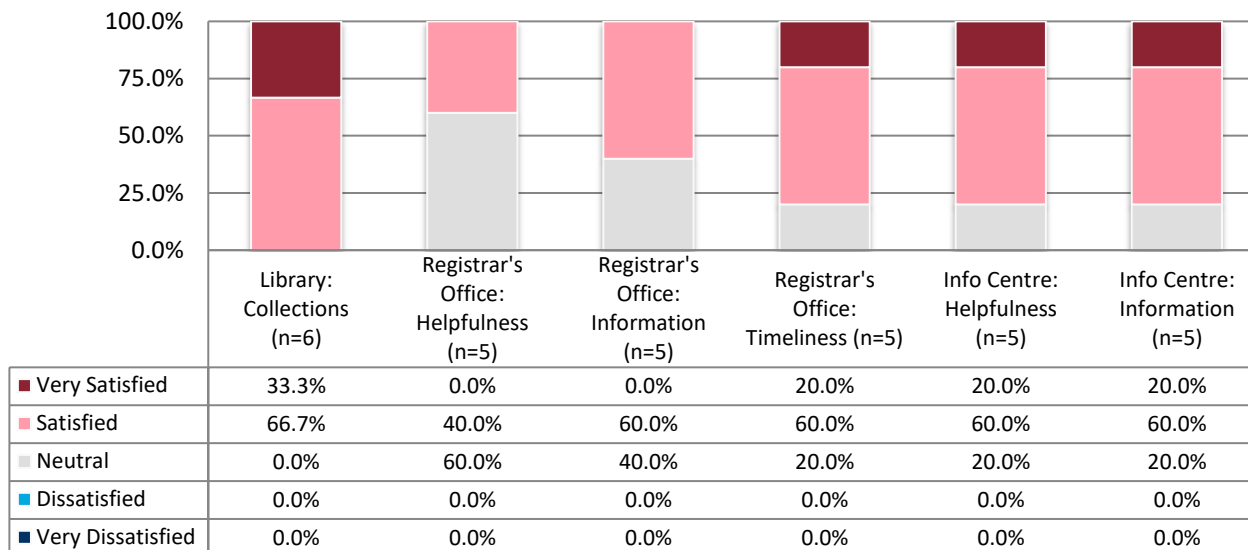 100.0%
75.0%
50.0%
25.0%
0.0%
Library:
Collections
(n=6)
Registrar's
Office:
Helpfulness
(n=5)
Registrar's
Office:
Information
(n=5)
Registrar's
Office:
Timeliness (n=5)
Info Centre:
Helpfulness
(n=5)
Info Centre:
Information
(n=5)
Very Satisfied 33.3% 0.0% 0.0% 20.0% 20.0% 20.0%
Satisfied 66.7% 40.0% 60.0% 60.0% 60.0% 60.0%
Neutral 0.0% 60.0% 40.0% 20.0% 20.0% 20.0%
Dissatisfied 0.0% 0.0% 0.0% 0.0% 0.0% 0.0%
Very Dissatisfied 0.0% 0.0% 0.0% 0.0% 0.0% 0.0%